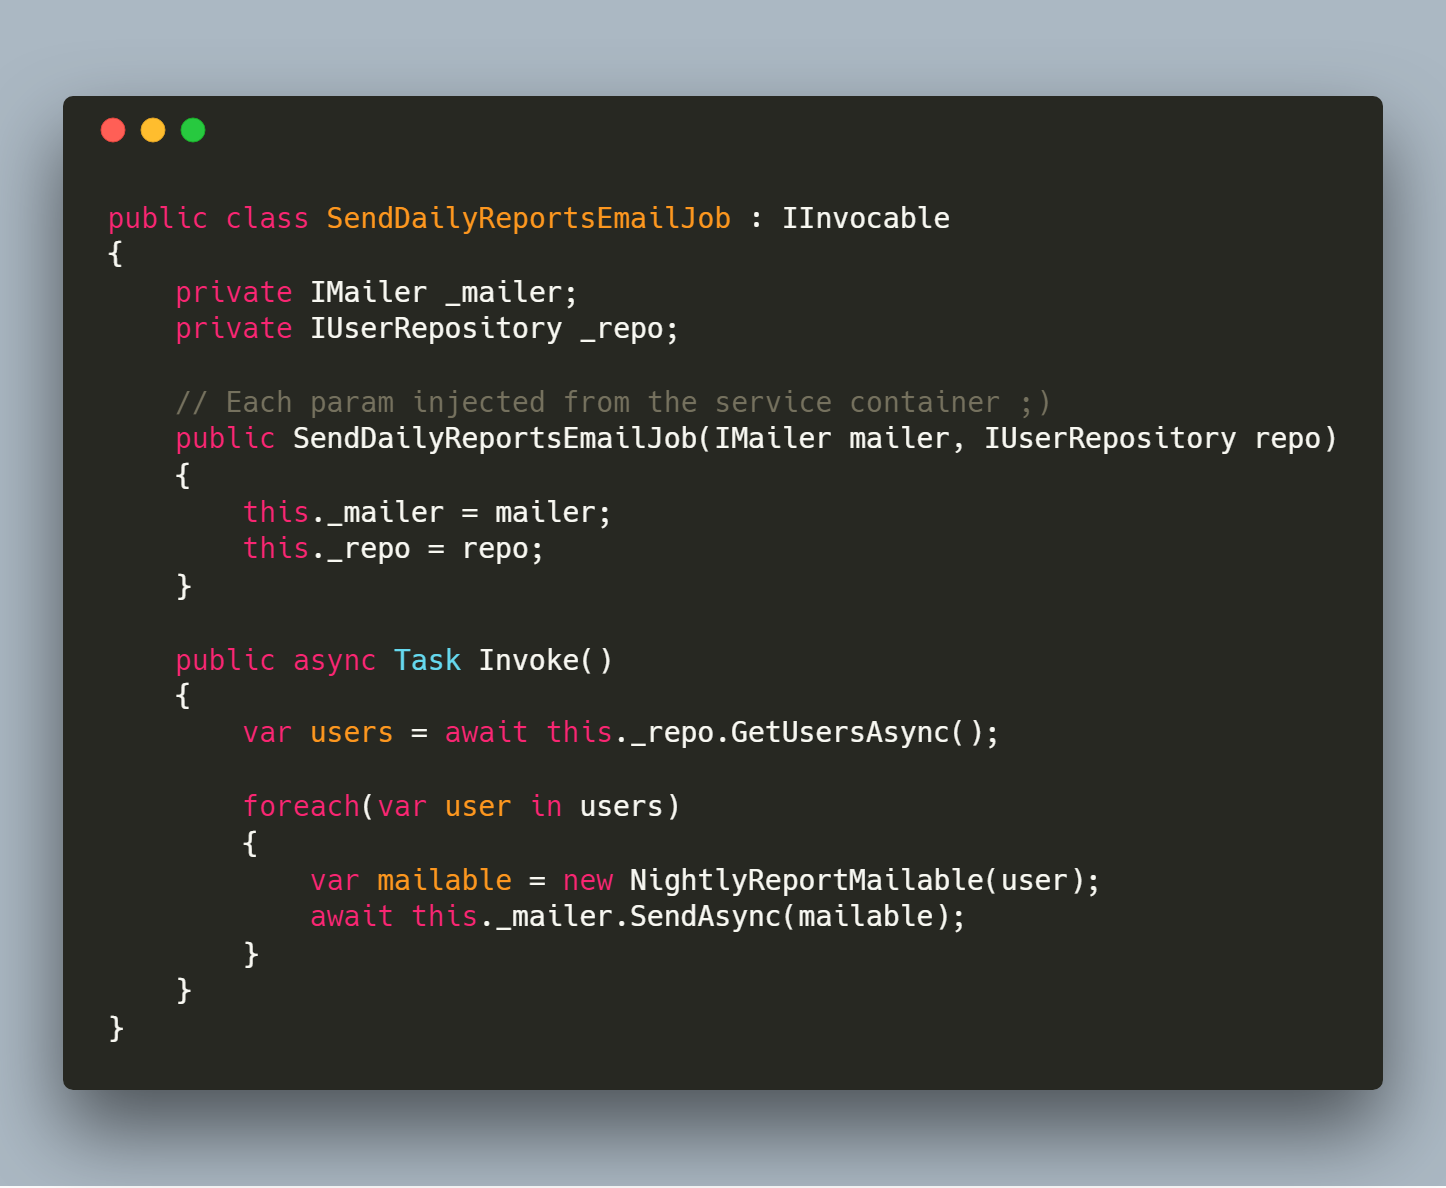 public class SendDailyReportsEmailJob : IInvocable
{
    private IMailer _mailer;
    private IUserRepository _repo;

    // Each param injected from the service container ;)
    public SendDailyReportsEmailJob(IMailer mailer, IUserRepository repo)
    {
        this._mailer = mailer;
        this._repo = repo;
    }

    public async Task Invoke()
    {
        var users = await this._repo.GetUsersAsync();

        foreach(var user in users)
        {
            var mailable = new NightlyReportMailable(user);
            await this._mailer.SendAsync(mailable);
        }
    }
}